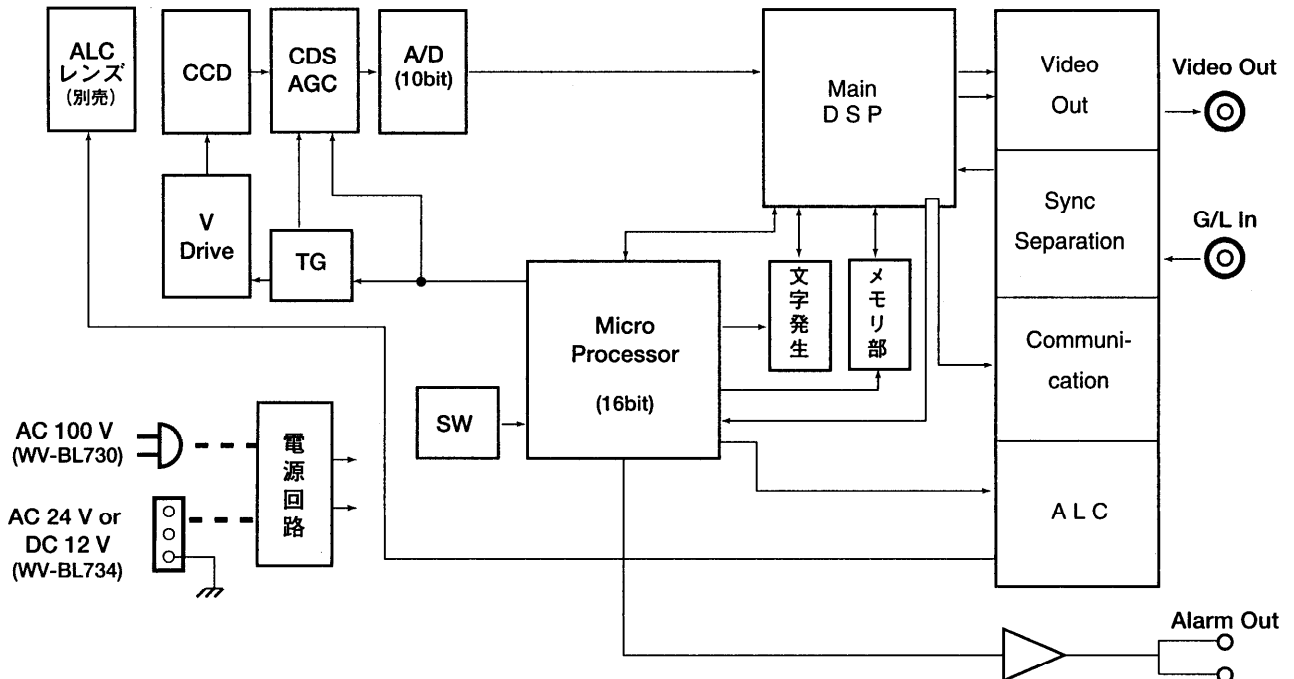 ALC
レンズ
(別売)
CCD
CDS
AGC
A/D
(10bit)
Main
D S P
Video
Out
Video Out
V
Drive
TG
Sync
Separation
G/L In
Micro
Processor
(16bit)
文字発生
メモリ部
Communi-
cation
SW
AC 100 V
(WV-BL730)
電源回路
AC 24 V or
DC 12 V
(WV-BL734)
A L C
Alarm Out